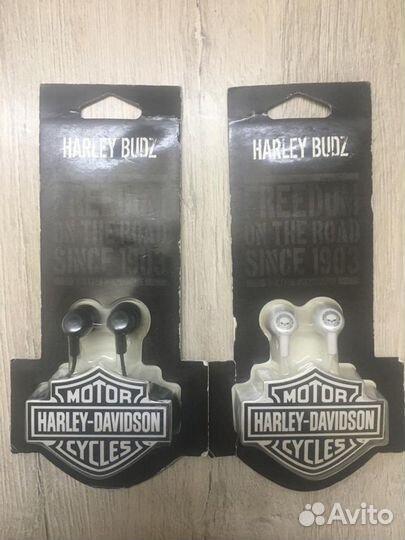 HARLEY BUDZ
FREEDOM
ON THE ROAD
SINCE 1903
MOTOR
HARLEY-DAVIDSON
CYCLES
HARLEY BUDZ
FREEDOM
ON THE ROAD
SINCE 1903
MOTOR
HARLEY-DAVIDSON
CYCLES
Avito